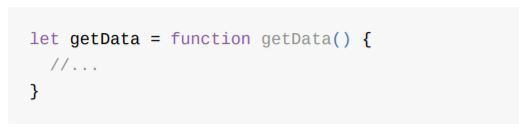 let getData = function getData() {
//...
}